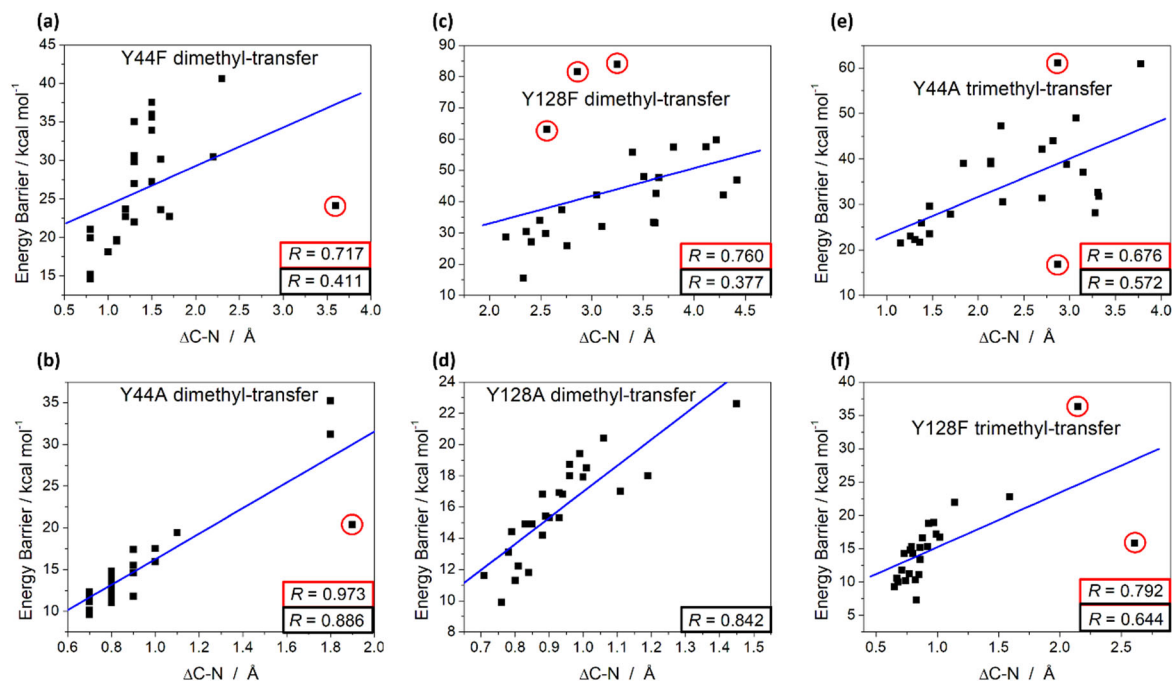 (a)
Y44F dimethyl-transfer
Energy Barrier / kcal mol⁻¹
45
40
35
30
25
20
15
R = 0.717
R = 0.411
0.5 1.0 1.5 2.0 2.5 3.0 3.5 4.0
ΔC-N / Å
(c)
Y128F dimethyl-transfer
Energy Barrier / kcal mol⁻¹
90
80
70
60
50
40
30
20
10
R = 0.760
R = 0.377
2.0 2.5 3.0 3.5 4.0 4.5
ΔC-N / Å
(e)
Y44A trimethyl-transfer
Energy Barrier / kcal mol⁻¹
60
50
40
30
20
10
R = 0.676
R = 0.572
1.0 1.5 2.0 2.5 3.0 3.5 4.0
ΔC-N / Å
(b)
Y44A dimethyl-transfer
Energy Barrier / kcal mol⁻¹
35
30
25
20
15
10
R = 0.973
R = 0.886
0.6 0.8 1.0 1.2 1.4 1.6 1.8 2.0
ΔC-N / Å
(d)
Y128A dimethyl-transfer
Energy Barrier / kcal mol⁻¹
24
22
20
18
16
14
12
10
8
R = 0.842
0.7 0.8 0.9 1.0 1.1 1.2 1.3 1.4 1.5
ΔC-N / Å
(f)
Y128F trimethyl-transfer
Energy Barrier / kcal mol⁻¹
40
35
30
25
20
15
10
5
R = 0.792
R = 0.644
0.5 1.0 1.5 2.0 2.5
ΔC-N / Å